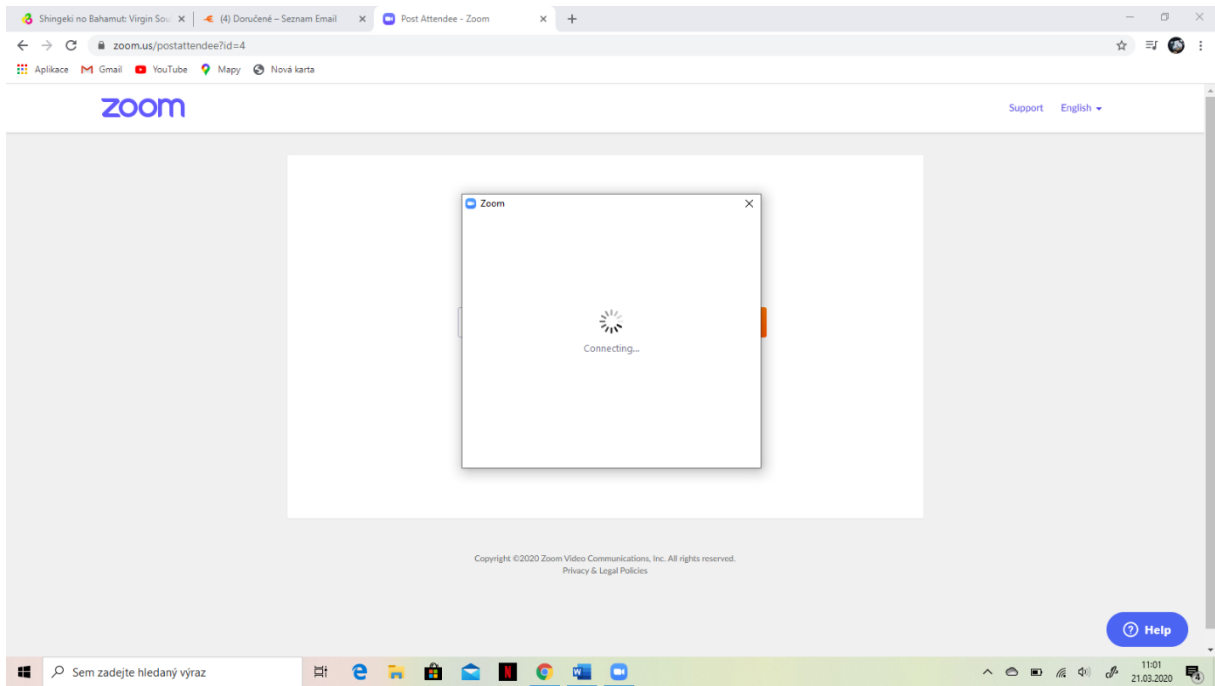 Shingeki no Bahamut: Virgin Sou
(4) Doručené – Seznam Email
Post Attendee - Zoom
zoom.us/postattendee?id=4
Aplikace
Gmail
YouTube
Mapy
Nová karta
zoom
Support
English
Zoom
Connecting...
Copyright ©2020 Zoom Video Communications, Inc. All rights reserved.
Privacy & Legal Policies
Help
Sem zadejte hledaný výraz
11:01
21.03.2020
4